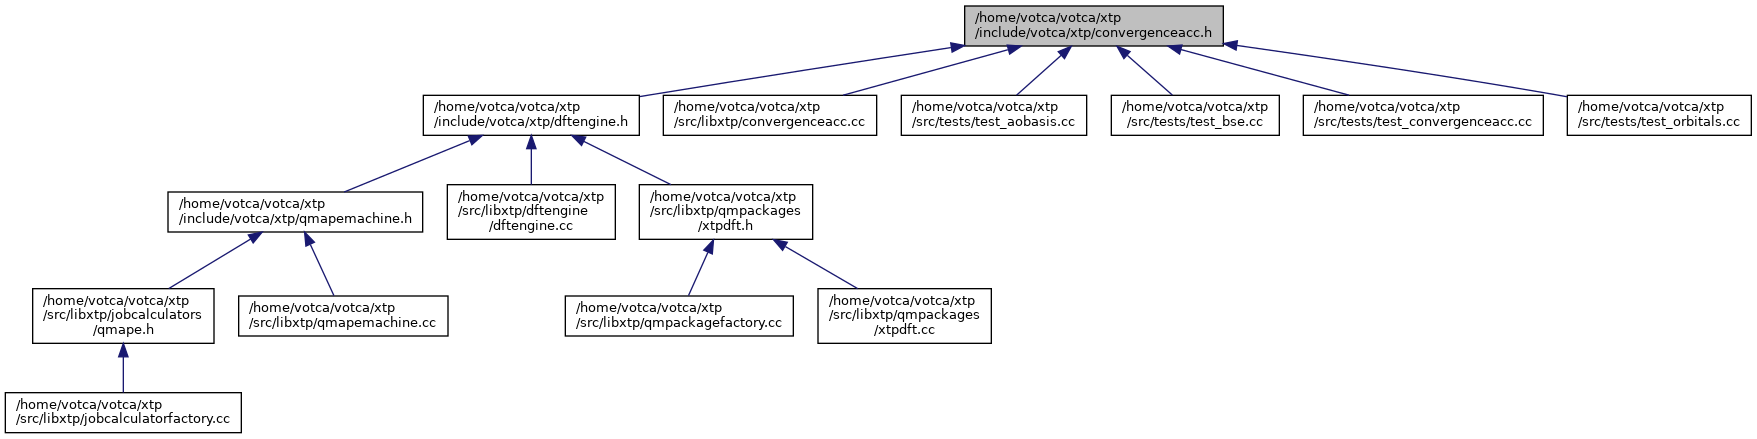 /home/votca/votca/xtp
/include/votca/xtp/convergenceacc.h
/home/votca/votca/xtp
/include/votca/xtp/dftengine.h
/home/votca/votca/xtp
/src/libxtp/convergenceacc.cc
/home/votca/votca/xtp
/src/tests/test_aobasis.cc
/home/votca/votca/xtp
/src/tests/test_bse.cc
/home/votca/votca/xtp
/src/tests/test_convergenceacc.cc
/home/votca/votca/xtp
/src/tests/test_orbitals.cc
/home/votca/votca/xtp
/include/votca/xtp/qmapemachine.h
/home/votca/votca/xtp
/src/libxtp/dftengine
/dftengine.cc
/home/votca/votca/xtp
/src/libxtp/qmpackages
/xtpdft.h
/home/votca/votca/xtp
/src/libxtp/jobcalculators
/qmape.h
/home/votca/votca/xtp
/src/libxtp/qmapemachine.cc
/home/votca/votca/xtp
/src/libxtp/qmpackagefactory.cc
/home/votca/votca/xtp
/src/libxtp/qmpackages
/xtpdft.cc
/home/votca/votca/xtp
/src/libxtp/jobcalculatorfactory.cc